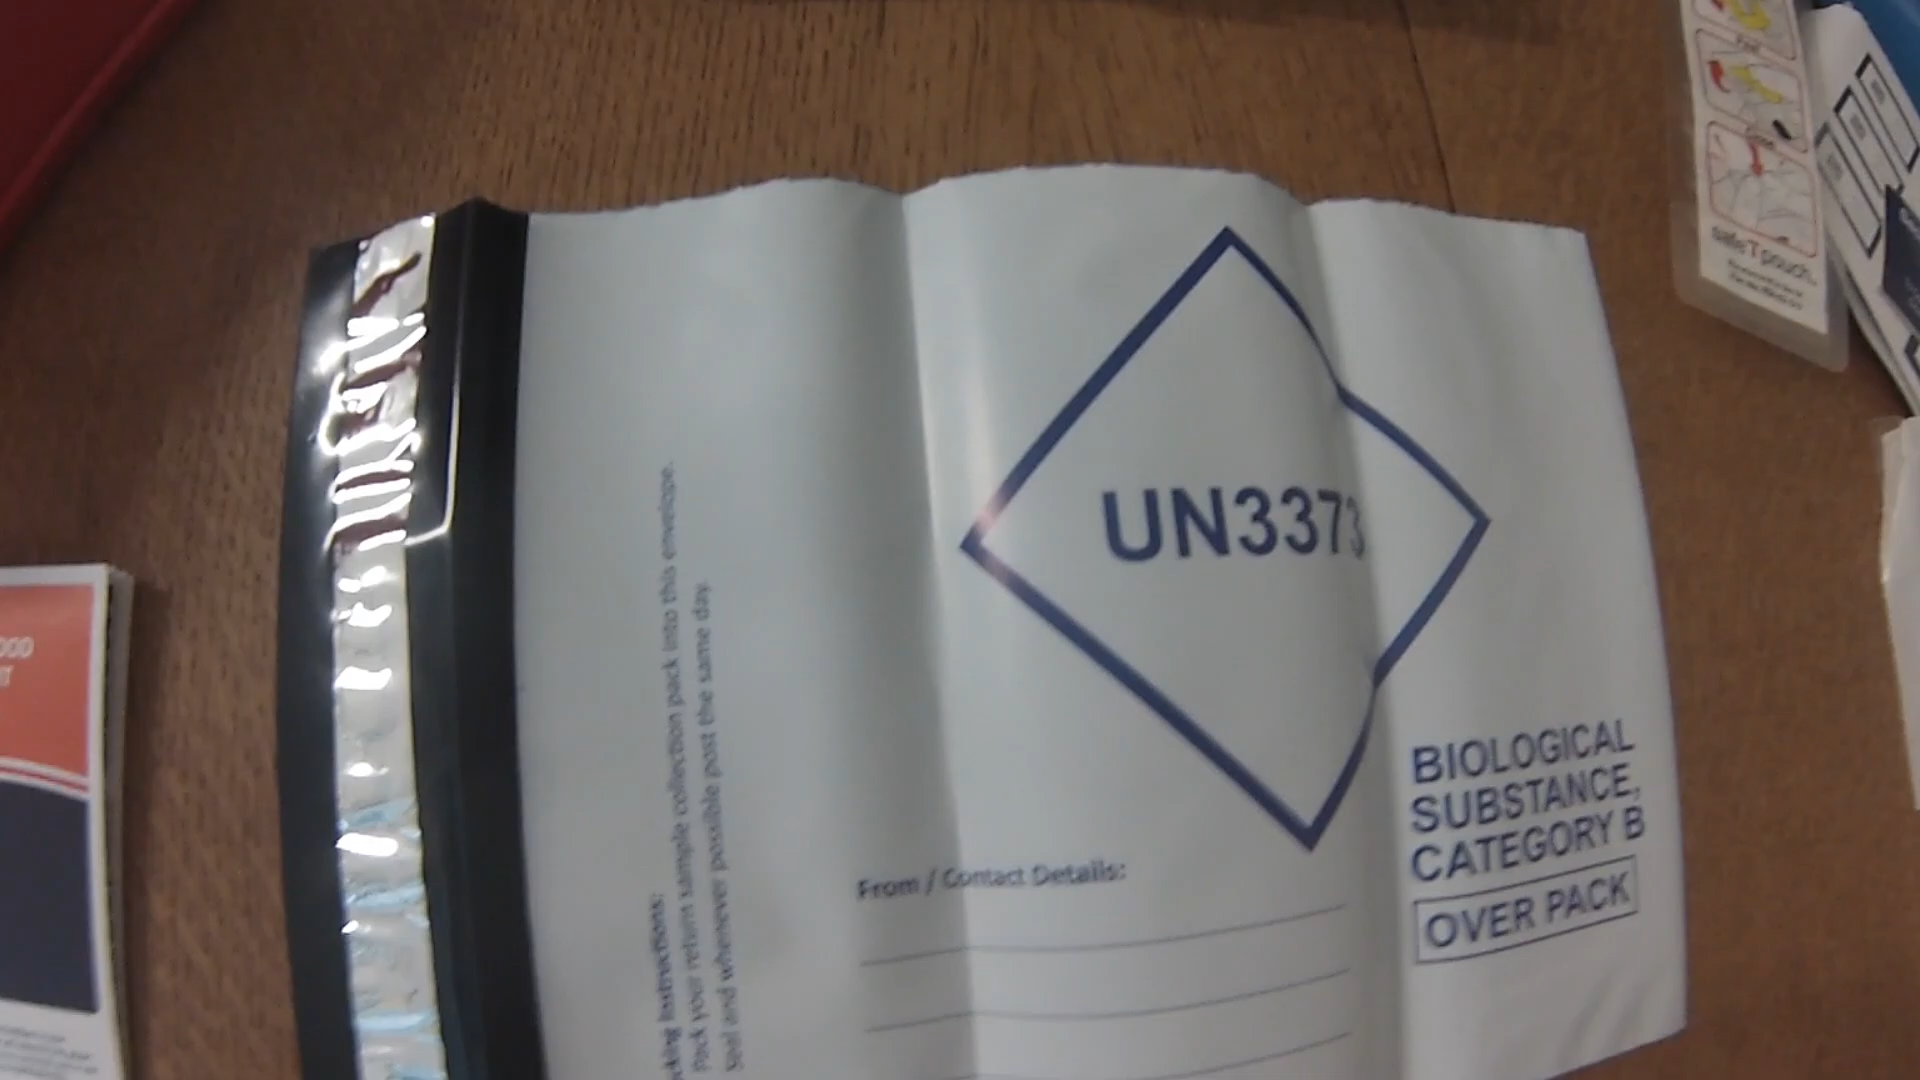 UN3373
BIOLOGICAL
SUBSTANCE,
CATEGORY B
OVER PACK
From / Contact Details:
Instructions:
Pack your return sample collection pack into this envelope.
Seal and whenever possible post the same day.
safeTpouch